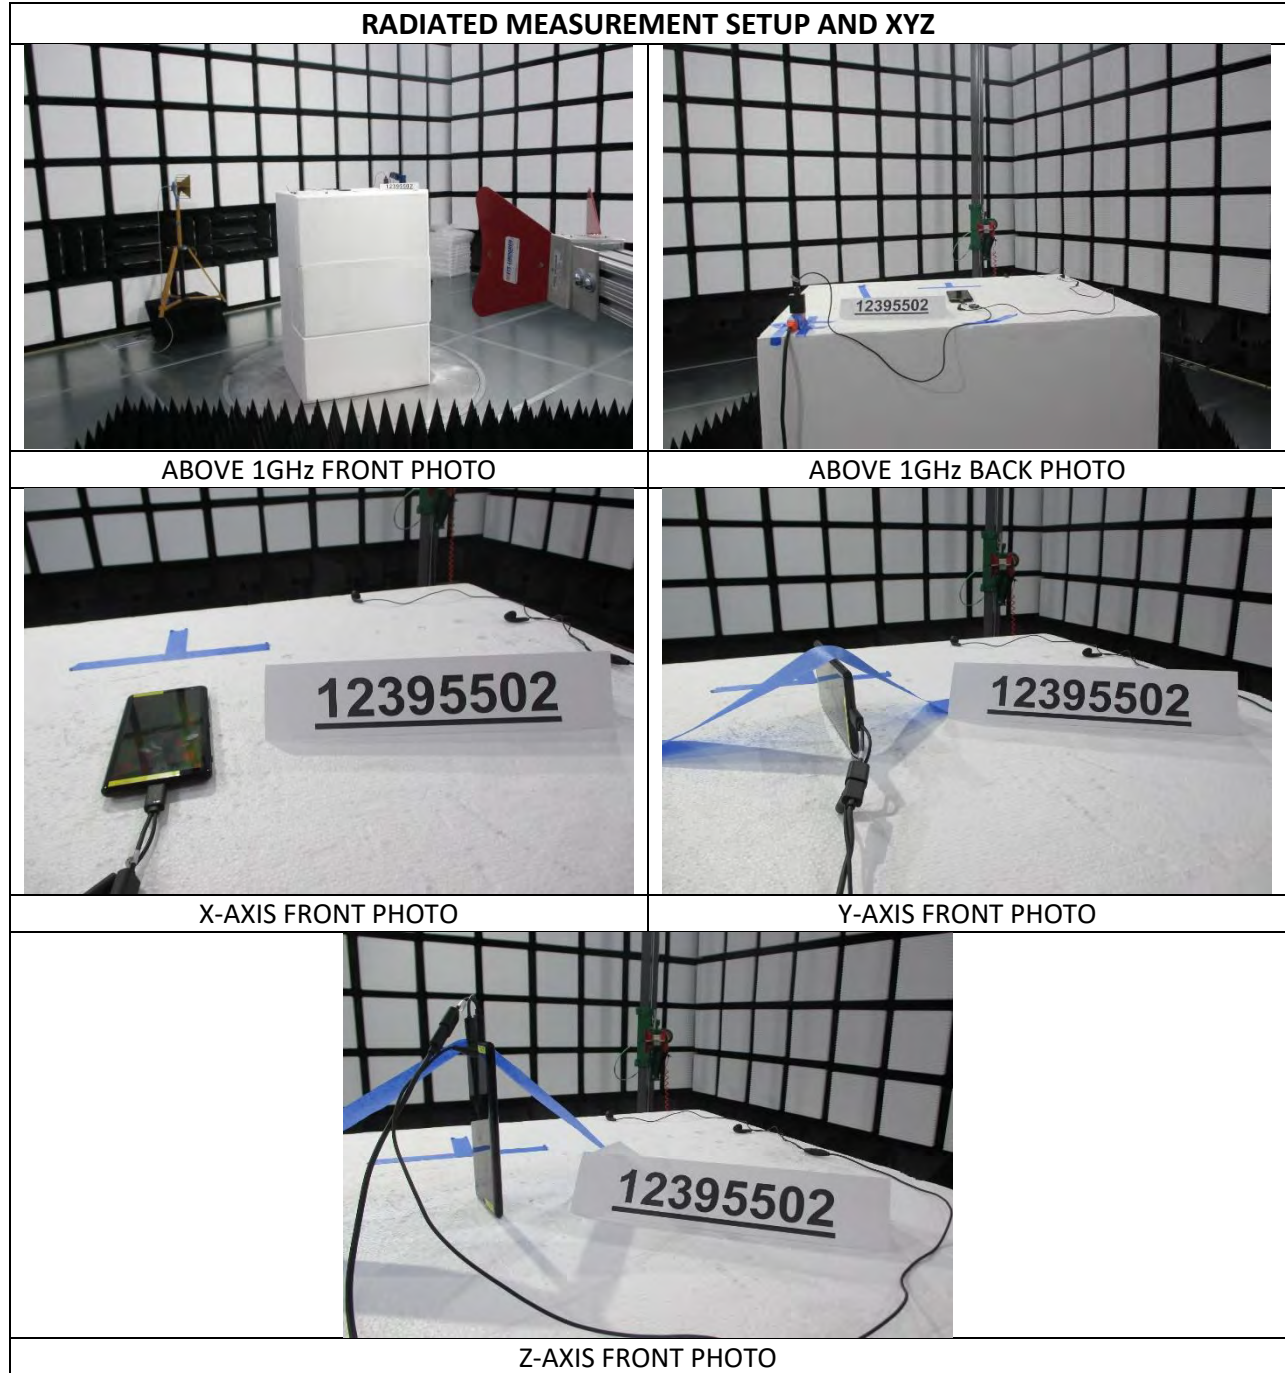 RADIATED MEASUREMENT SETUP AND XYZ
12395502
12395502
ABOVE 1GHz FRONT PHOTO
ABOVE 1GHz BACK PHOTO
12395502
12395502
X-AXIS FRONT PHOTO
Y-AXIS FRONT PHOTO
12395502
Z-AXIS FRONT PHOTO